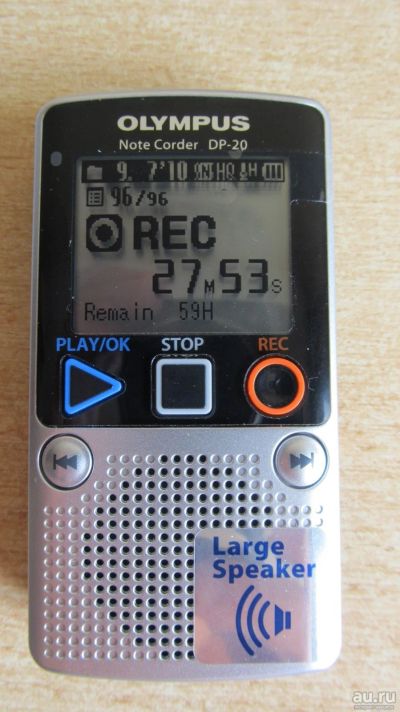 OLYMPUS
Note Corder DP-20
9. 7'10 HQ
96/96
REC
27M53S
Remain 59H
PLAY/OK STOP REC
Large
Speaker
au.ru